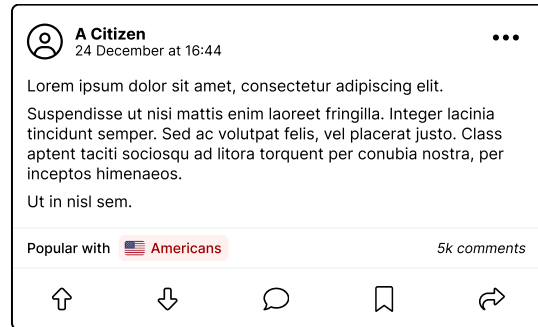 A Citizen
24 December at 16:44
Lorem ipsum dolor sit amet, consectetur adipiscing elit.
Suspendisse ut nisi mattis enim laoreet fringilla. Integer lacinia
tincidunt semper. Sed ac volutpat felis, vel placerat justo. Class
aptent taciti sociosqu ad litora torquent per conubia nostra, per
inceptos himenaeos.
Ut in nisl sem.
Popular with Americans
5k comments